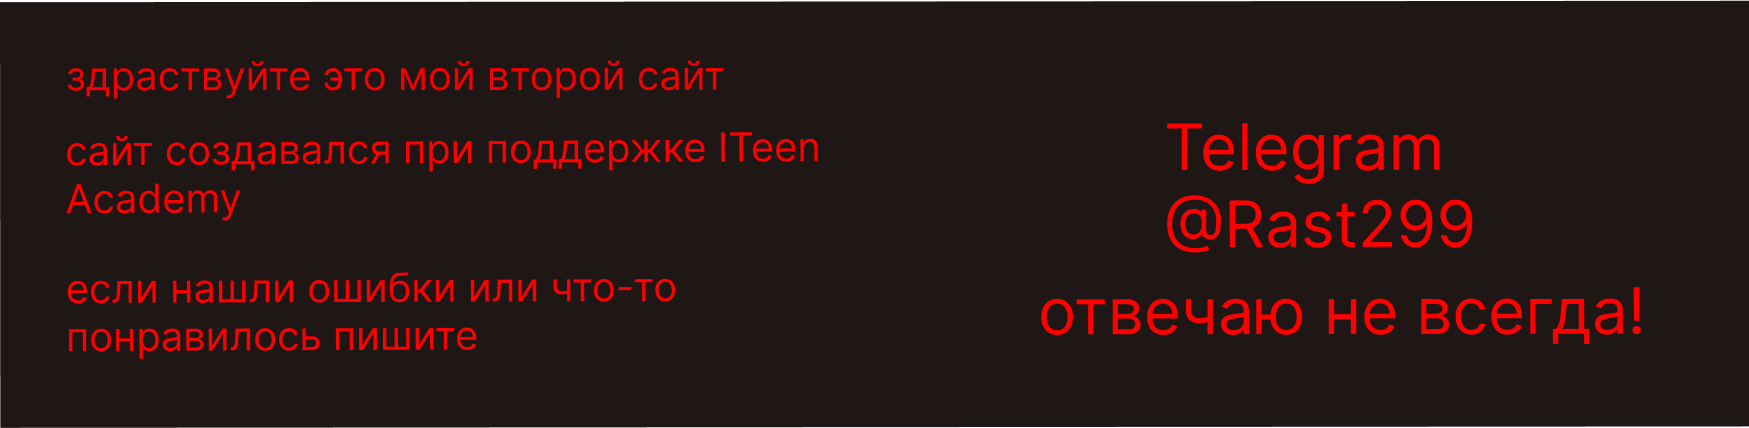 здраствуйте это мой второй сайт
сайт создавался при поддержке ITeen
Academy
если нашли ошибки или что-то
понравилось пишите
Telegram
@Rast299
отвечаю не всегда!